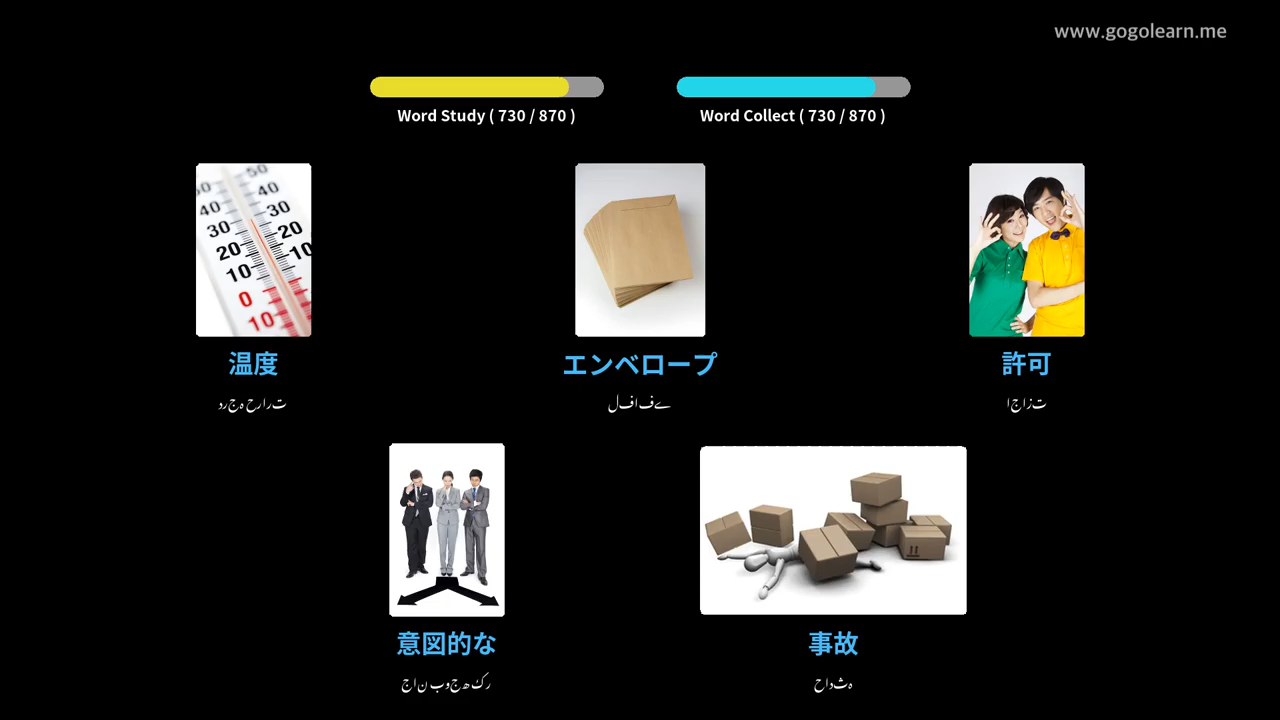 www.gogolearn.me
Word Study ( 730 / 870 )
Word Collect ( 730 / 870 )
温度
エンベロープ
許可
درجہ حرارت
لفافے
اجازت
意図的な
事故
جان بوجھ کر
حادثہ